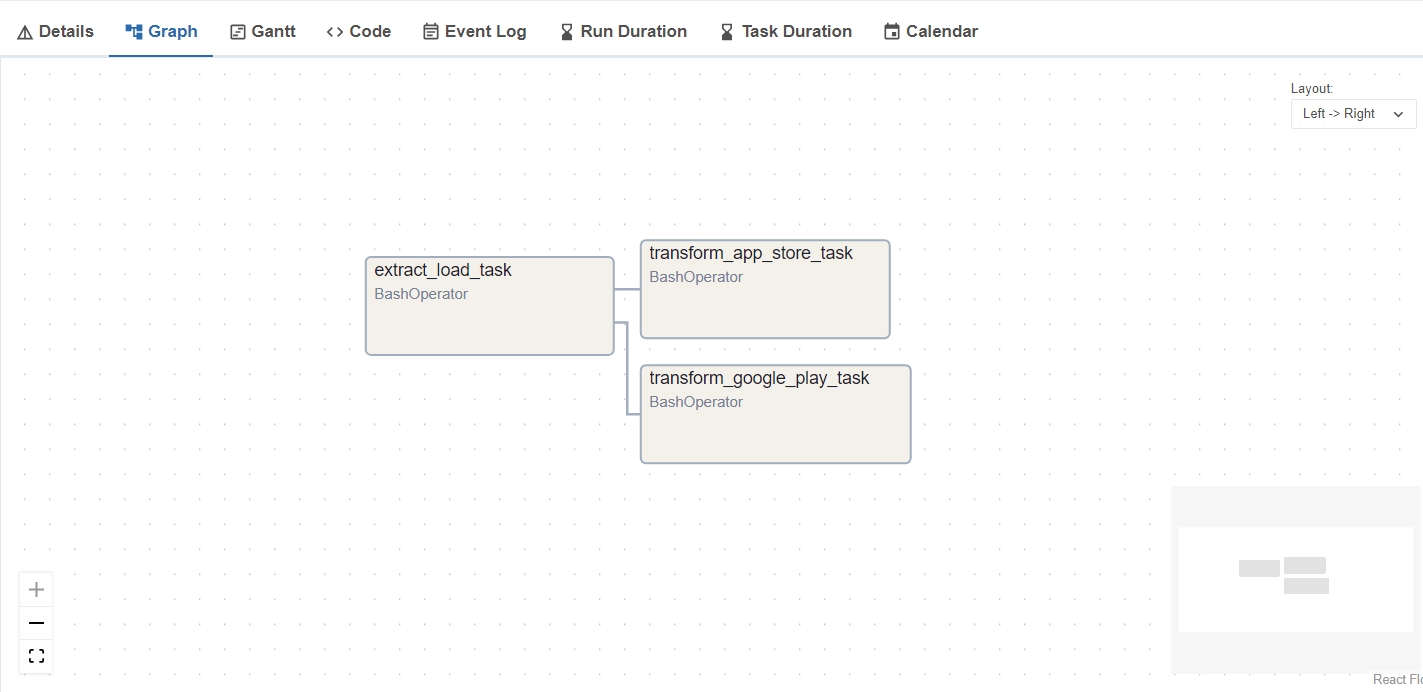 Details Graph Gantt Code Event Log Run Duration Task Duration Calendar
Layout:
Left -> Right
extract_load_task
BashOperator
transform_app_store_task
BashOperator
transform_google_play_task
BashOperator
React Flo